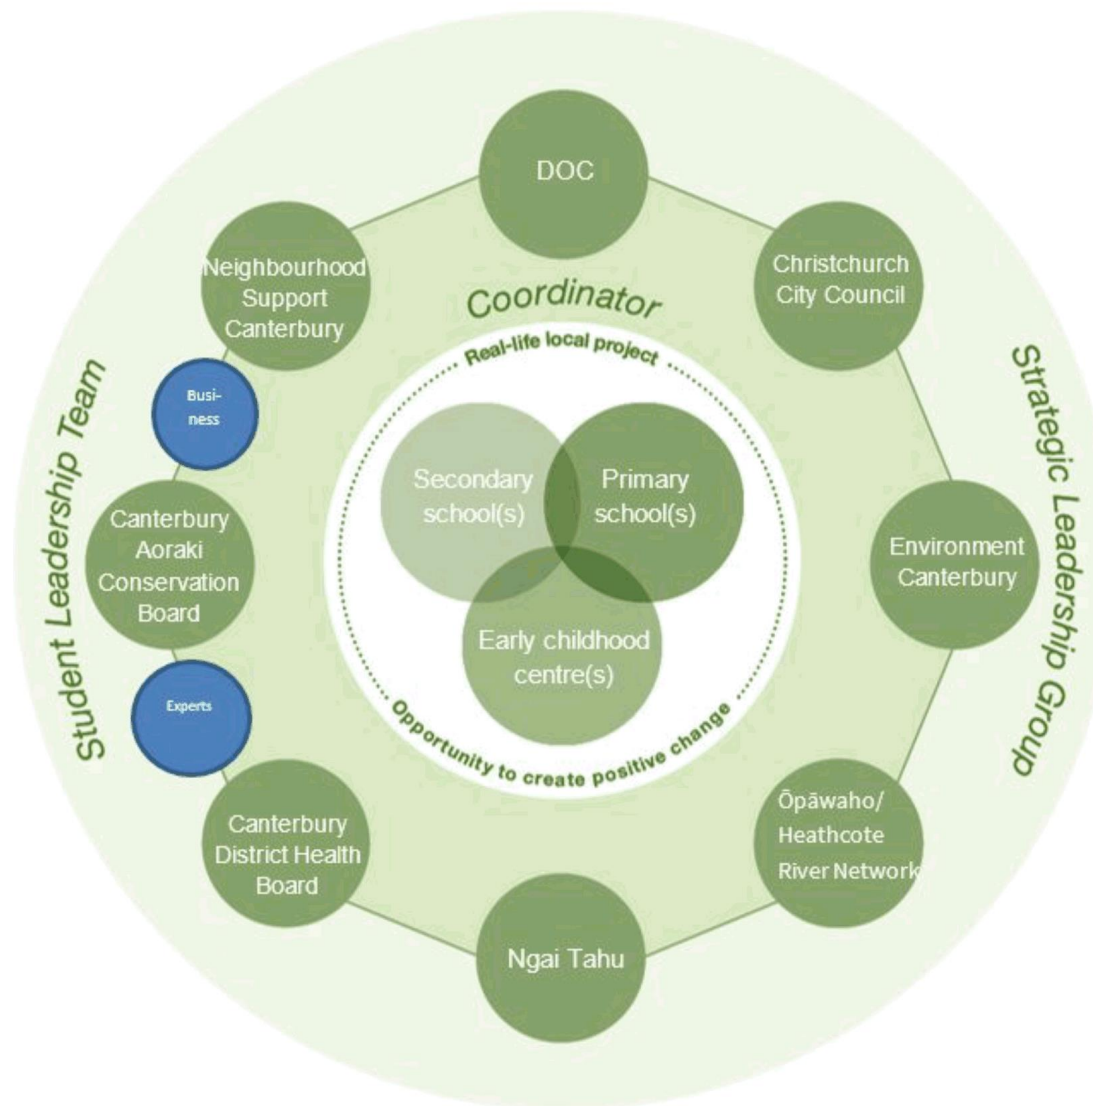 DOC
Neighbourhood
Support
Canterbury
Christchurch
City Council
Coordinator
Real-life local project
Busi-
ness
Student Leadership Team
Strategic Leadership Group
Secondary
school(s)
Primary
school(s)
Canterbury
Aoraki
Conservation
Board
Environment
Canterbury
Early childhood
centre(s)
Experts
Opportunity to create positive change
Canterbury
District Health
Board
Ōpāwaho/
Heathcote
River Network
Ngai Tahu